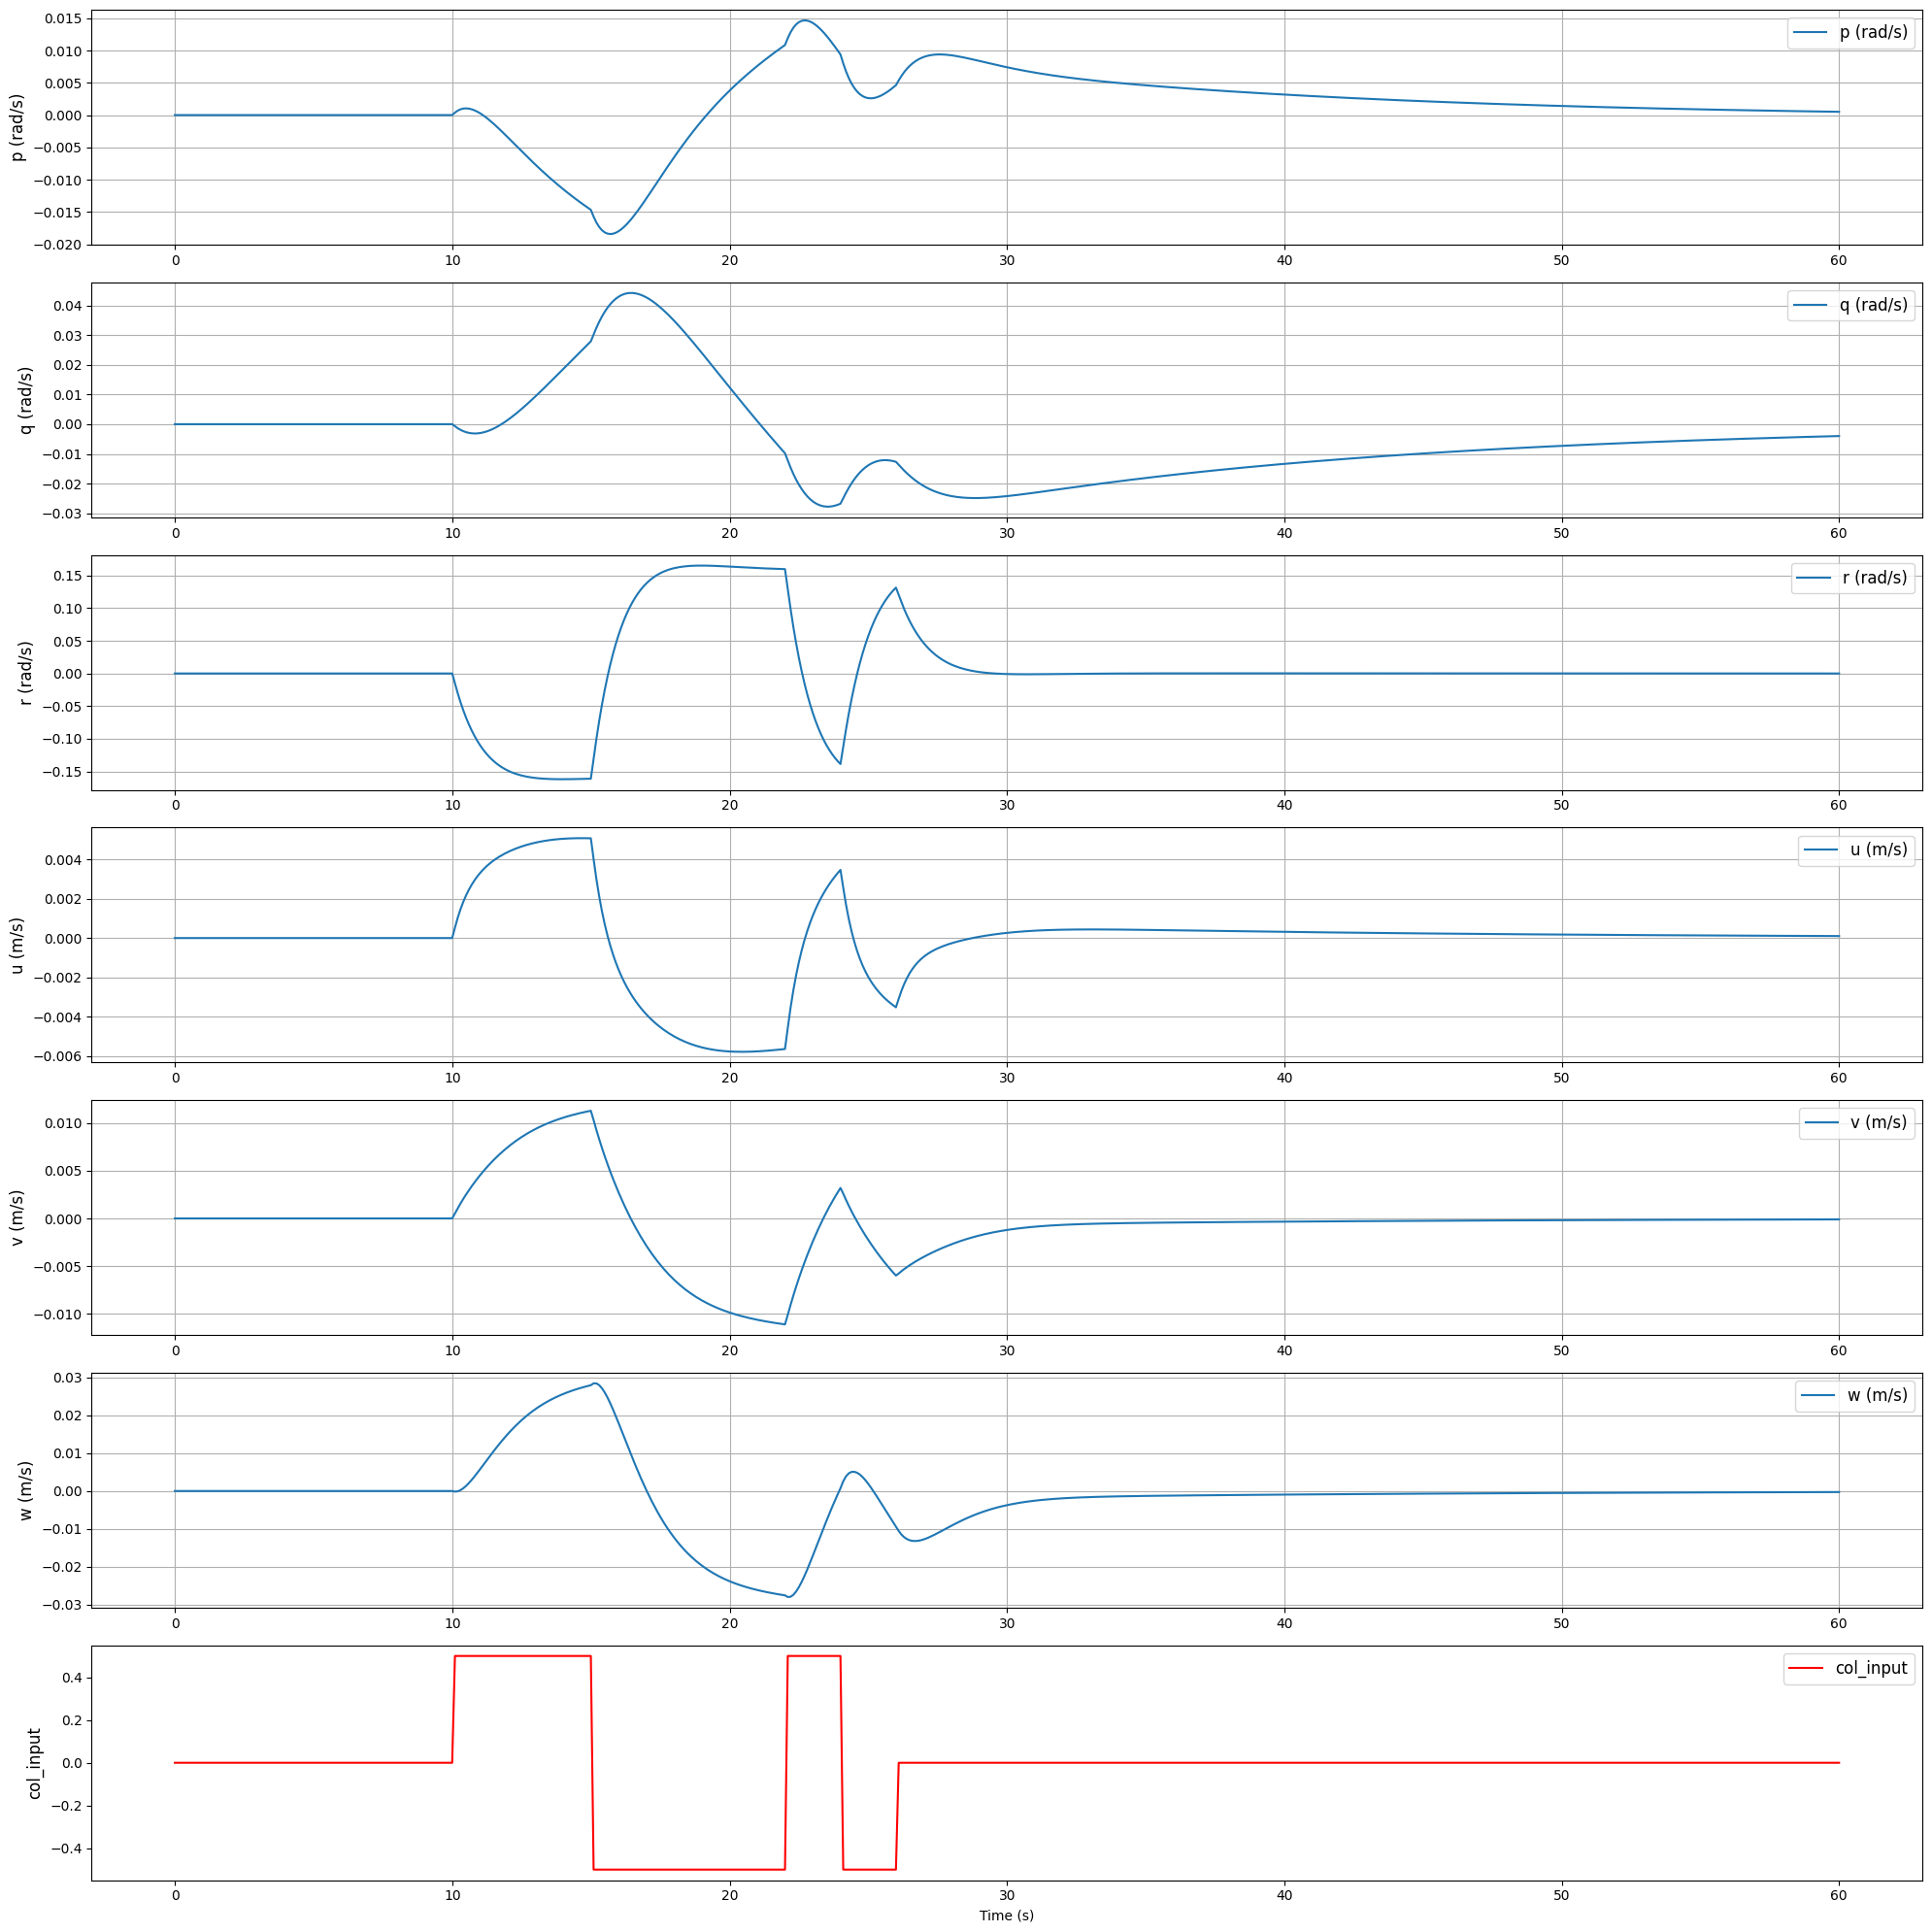 p (rad/s)
p (rad/s)
0.015
0.010
0.005
0.000
−0.005
−0.010
−0.015
−0.020
0 10 20 30 40 50 60
q (rad/s)
q (rad/s)
0.04
0.03
0.02
0.01
0.00
−0.01
−0.02
−0.03
0 10 20 30 40 50 60
r (rad/s)
r (rad/s)
0.15
0.10
0.05
0.00
−0.05
−0.10
−0.15
0 10 20 30 40 50 60
u (m/s)
u (m/s)
0.004
0.002
0.000
−0.002
−0.004
−0.006
0 10 20 30 40 50 60
v (m/s)
v (m/s)
0.010
0.005
0.000
−0.005
−0.010
0 10 20 30 40 50 60
w (m/s)
w (m/s)
0.03
0.02
0.01
0.00
−0.01
−0.02
−0.03
0 10 20 30 40 50 60
col_input
col_input
0.4
0.2
0.0
−0.2
−0.4
0 10 20 30 40 50 60
Time (s)